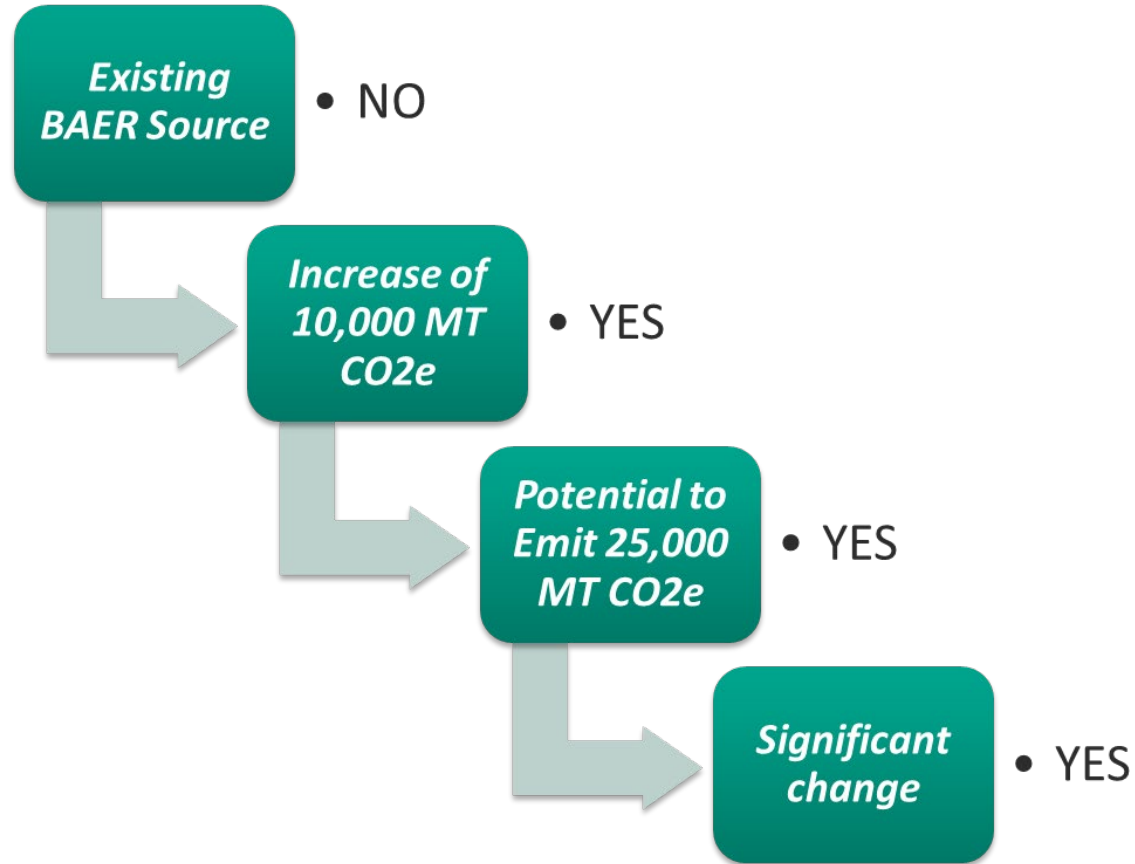 Existing
BAER Source
• NO
Increase of
10,000 MT
CO2e
• YES
Potential to
Emit 25,000
MT CO2e
• YES
Significant
change
• YES